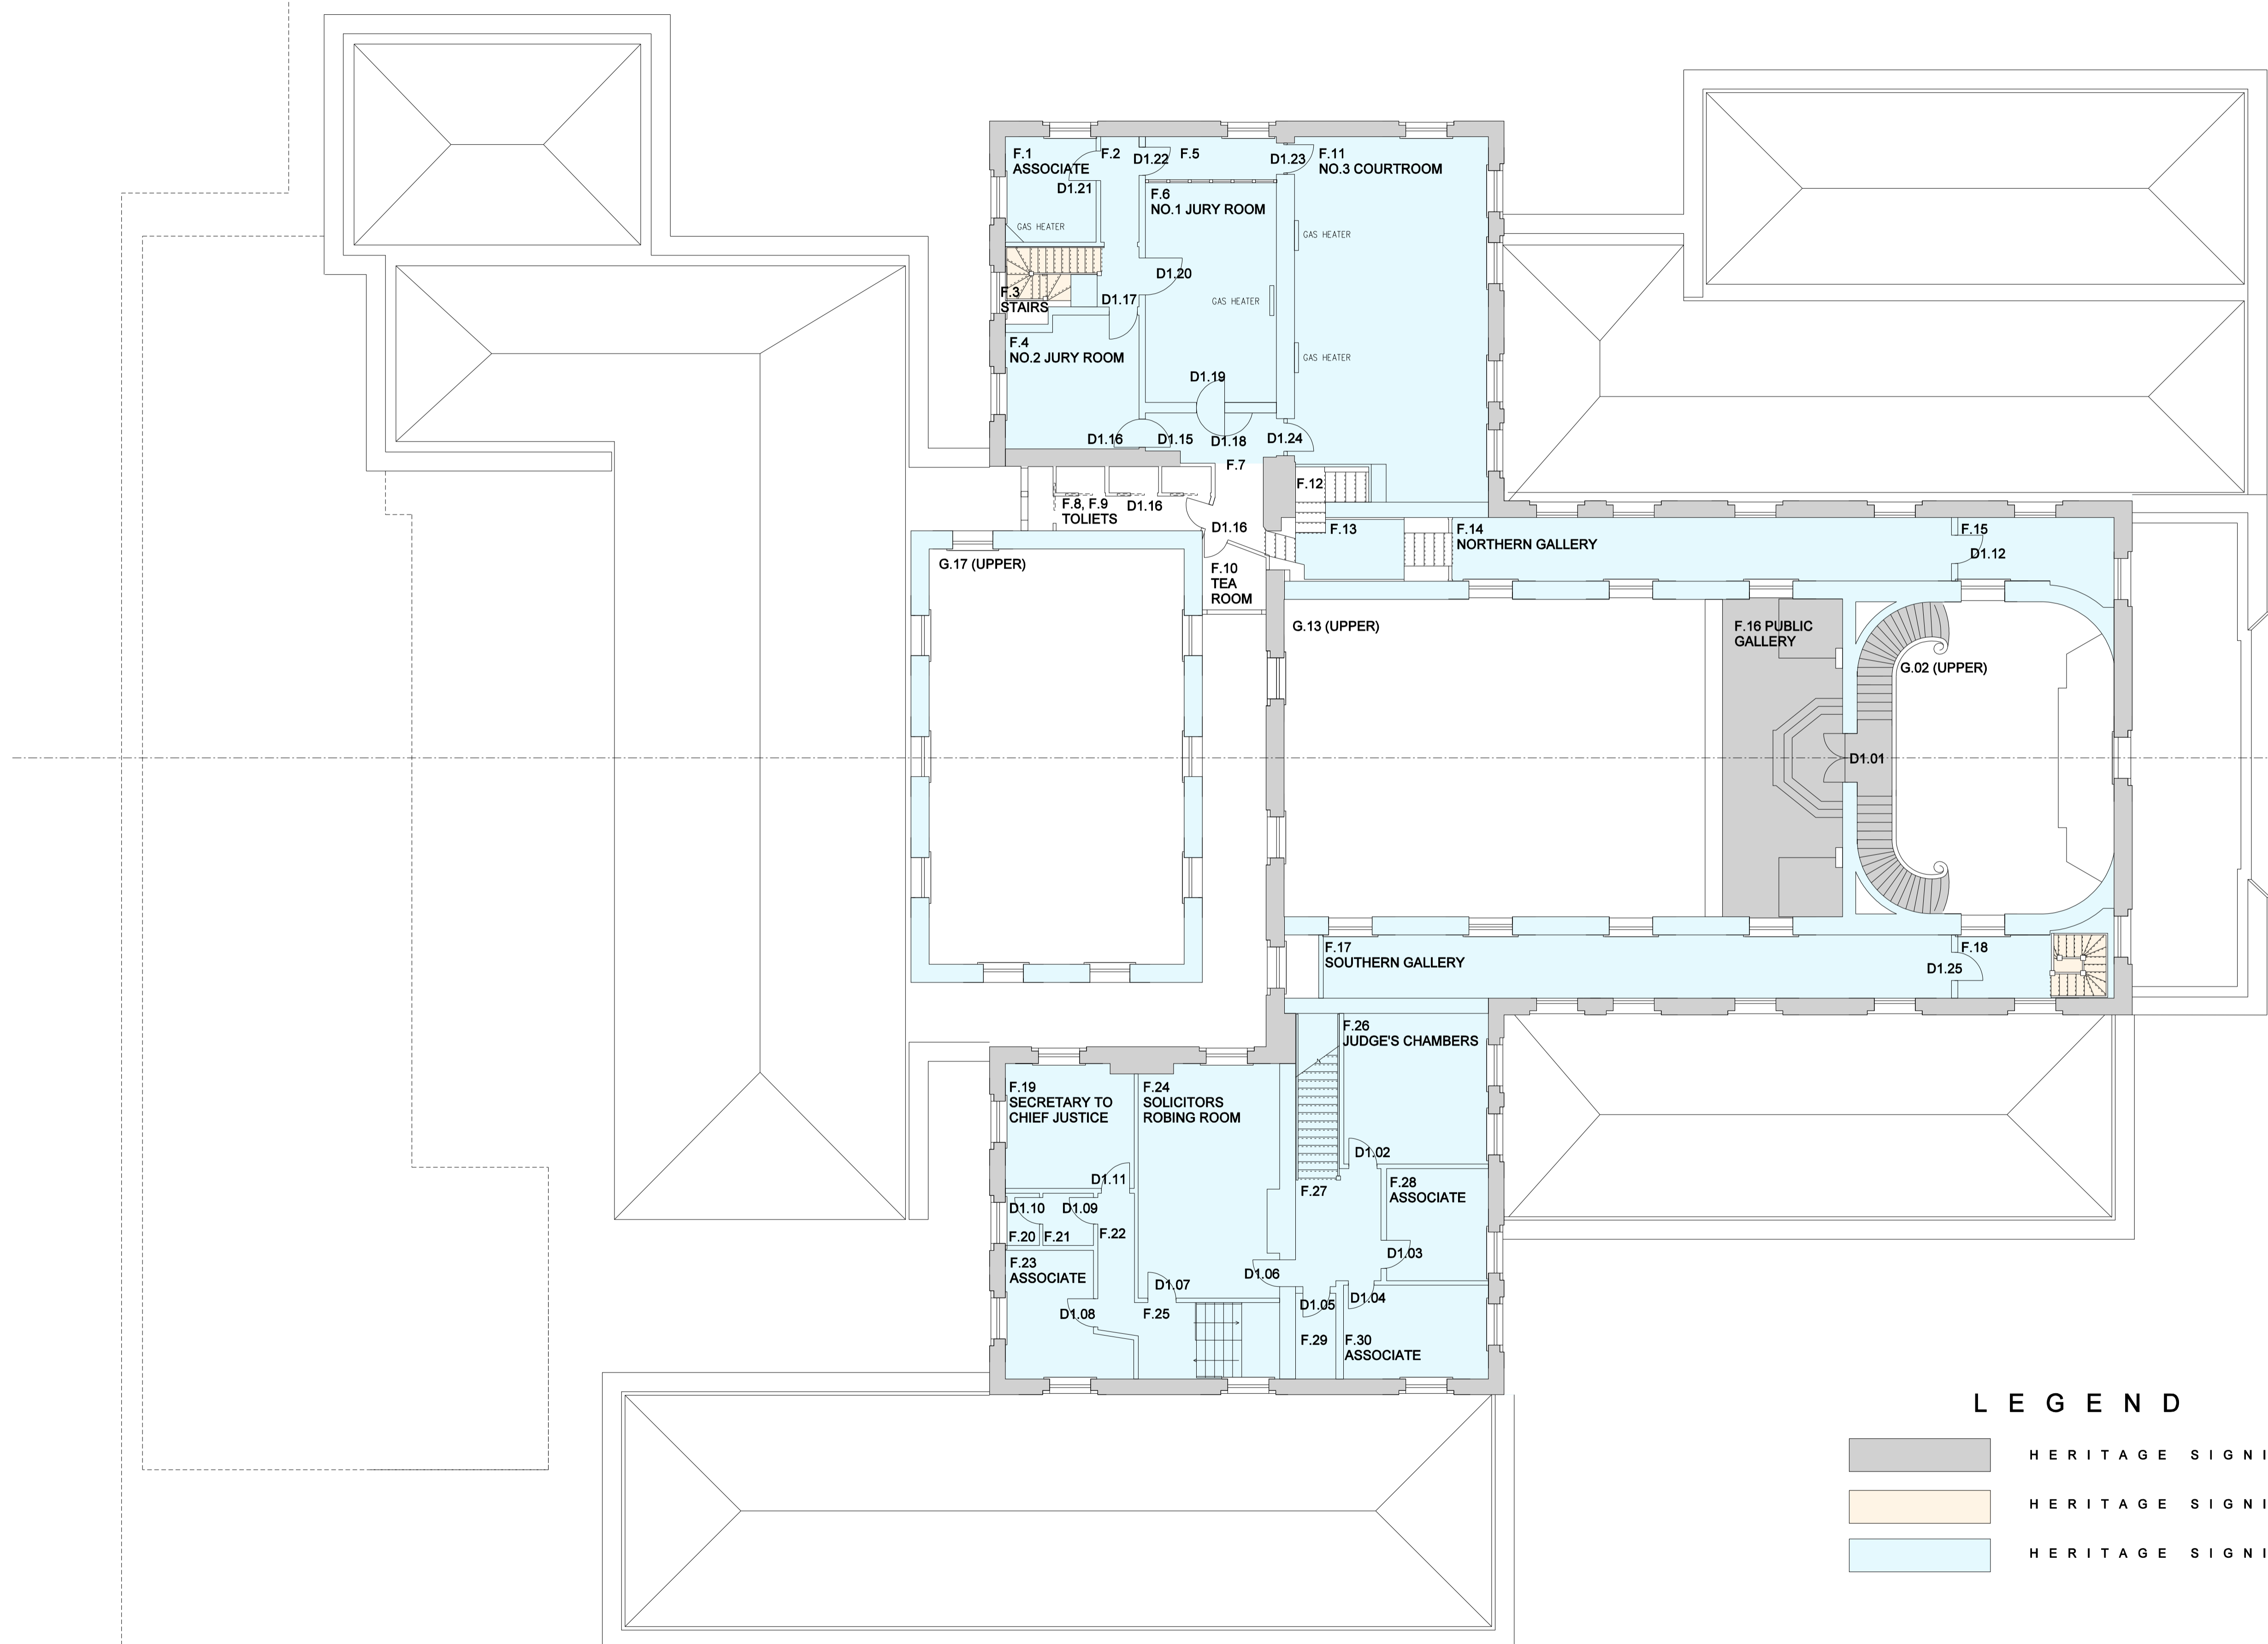 F.1
ASSOCIATE
F.2
D1.22
F.5
D1.23
F.11
NO.3 COURTROOM
D1.21
F.6
NO.1 JURY ROOM
GAS HEATER
GAS HEATER
D1.20
F.3
STAIRS
D1.17
GAS HEATER
F.4
NO.2 JURY ROOM
GAS HEATER
D1.19
D1.16
D1.15
D1.18
D1.24
F.7
F.12
F.8, F.9
TOLIETS
D1.16
D1.16
F.13
F.14
NORTHERN GALLERY
F.15
D1.12
G.17 (UPPER)
F.10
TEA
ROOM
G.13 (UPPER)
F.16 PUBLIC
GALLERY
G.02 (UPPER)
D1.01
F.17
SOUTHERN GALLERY
F.18
D1.25
F.26
JUDGE'S CHAMBERS
F.19
SECRETARY TO
CHIEF JUSTICE
F.24
SOLICITORS
ROBING ROOM
D1.02
D1.11
F.27
F.28
ASSOCIATE
D1.10
D1.09
F.20
F.21
F.22
D1.03
F.23
ASSOCIATE
D1.06
D1.07
D1.08
F.25
D1.05
D1.04
F.29
F.30
ASSOCIATE
LEGEND
HERITAGE SIGNI
HERITAGE SIGNI
HERITAGE SIGNI